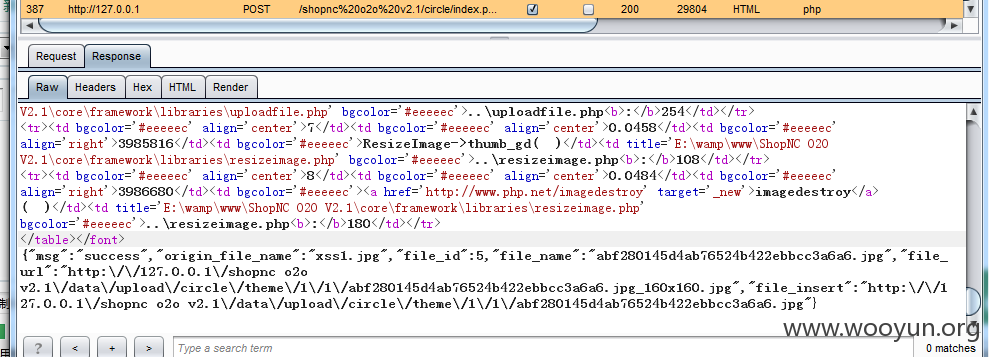 387 http://127.0.0.1 POST /shopnc%20o2o%20v2.1/circle/index.p... 200 29804 HTML php
Request Response
Raw Headers Hex HTML Render
V2.1\core\framework\libraries\uploadfile.php' bgcolor='#eeeeec'>..\uploadfile.php<b>:</b>254</td></tr>
<tr><td bgcolor='#eeeeec' align='center'>7</td><td bgcolor='#eeeeec' align='center'>0.0458</td><td bgcolor='#eeeeec'
align='right'>3985816</td><td bgcolor='#eeeeec'>ResizeImage->thumb_gd( )</td><td title='E:\wamp\www\ShopNC O2O
V2.1\core\framework\libraries\resizeimage.php' bgcolor='#eeeeec'>..\resizeimage.php<b>:</b>108</td></tr>
<tr><td bgcolor='#eeeeec' align='center'>8</td><td bgcolor='#eeeeec' align='center'>0.0484</td><td bgcolor='#eeeeec'
align='right'>3986680</td><td bgcolor='#eeeeec'><a href='http://www.php.net/imagedestroy' target='_new'>imagedestroy</a>
( )</td><td title='E:\wamp\www\ShopNC O2O V2.1\core\framework\libraries\resizeimage.php'
bgcolor='#eeeeec'>..\resizeimage.php<b>:</b>180</td></tr>
</table></font>
{"msg":"success","origin_file_name":"xss1.jpg","file_id":5,"file_name":"abf280145d4ab76524b422ebbcc3a6a6.jpg","file_
url":"http:\/\/127.0.0.1\/shopnc o2o
v2.1\/data\/upload\/circle\/theme\/1\/1\/abf280145d4ab76524b422ebbcc3a6a6.jpg_160x160.jpg","file_insert":"http:\/\/1
27.0.0.1\/shopnc o2o v2.1\/data\/upload\/circle\/theme\/1\/1\/abf280145d4ab76524b422ebbcc3a6a6.jpg"}
www.wooyun.org
? < + > Type a search term 0 matches